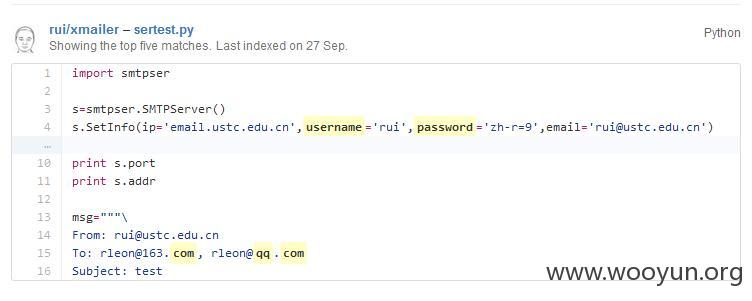 rui/xmailer – sertest.py
Python
Showing the top five matches. Last indexed on 27 Sep.
1 import smtpser
2
3 s=smtpser.SMTPServer()
4 s.SetInfo(ip='email.ustc.edu.cn',username='rui',password='zh-r=9',email='rui@ustc.edu.cn')
…
10 print s.port
11 print s.addr
12
13 msg="""\
14 From: rui@ustc.edu.cn
15 To: rleon@163.com, rleon@qq.com
16 Subject: test
www.wooyun.org